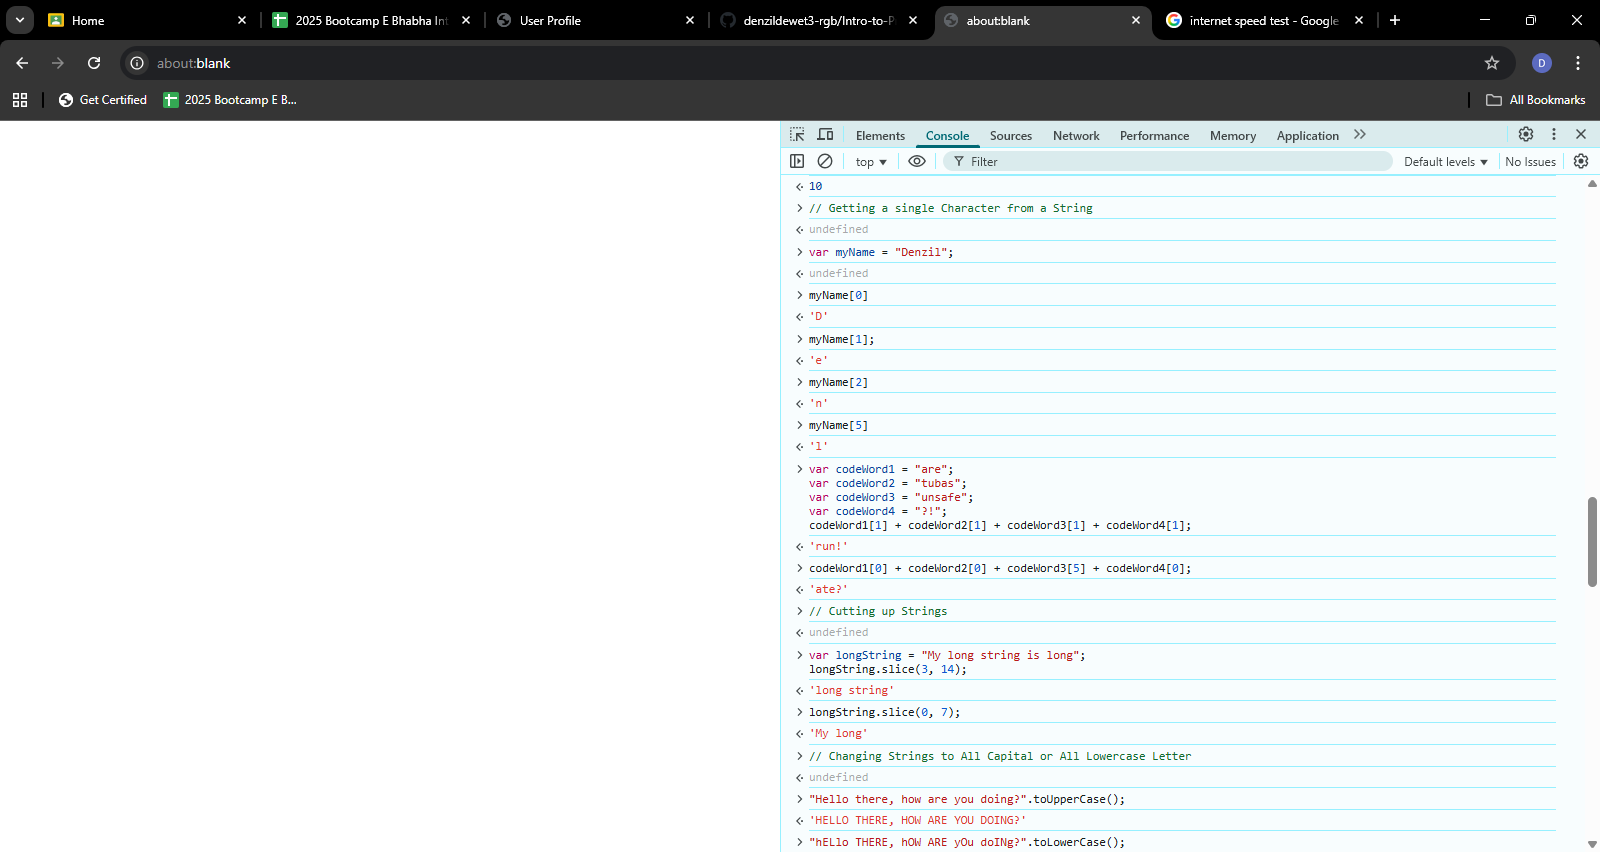 Home
2025 Bootcamp E Bhabha Int
User Profile
denzildewet3-rgb/Intro-to-P
about:blank
internet speed test - Google
about:blank
D
Get Certified
2025 Bootcamp E B...
All Bookmarks
Elements Console Sources Network Performance Memory Application
top Filter Default levels No Issues
10
// Getting a single Character from a String
undefined
var myName = "Denzil";
undefined
myName[0]
'D'
myName[1];
'e'
myName[2]
'n'
myName[5]
'l'
var codeWord1 = "are";
var codeWord2 = "tubas";
var codeWord3 = "unsafe";
var codeWord4 = "?!";
codeWord1[1] + codeWord2[1] + codeWord3[1] + codeWord4[1];
'run!'
codeWord1[0] + codeWord2[0] + codeWord3[5] + codeWord4[0];
'ate?'
// Cutting up Strings
undefined
var longString = "My long string is long";
longString.slice(3, 14);
'long string'
longString.slice(0, 7);
'My long'
// Changing Strings to All Capital or All Lowercase Letter
undefined
"Hello there, how are you doing?".toUpperCase();
'HELLO THERE, HOW ARE YOU DOING?'
"hELlo THERE, hOW ARE yOu doINg?".toLowerCase();